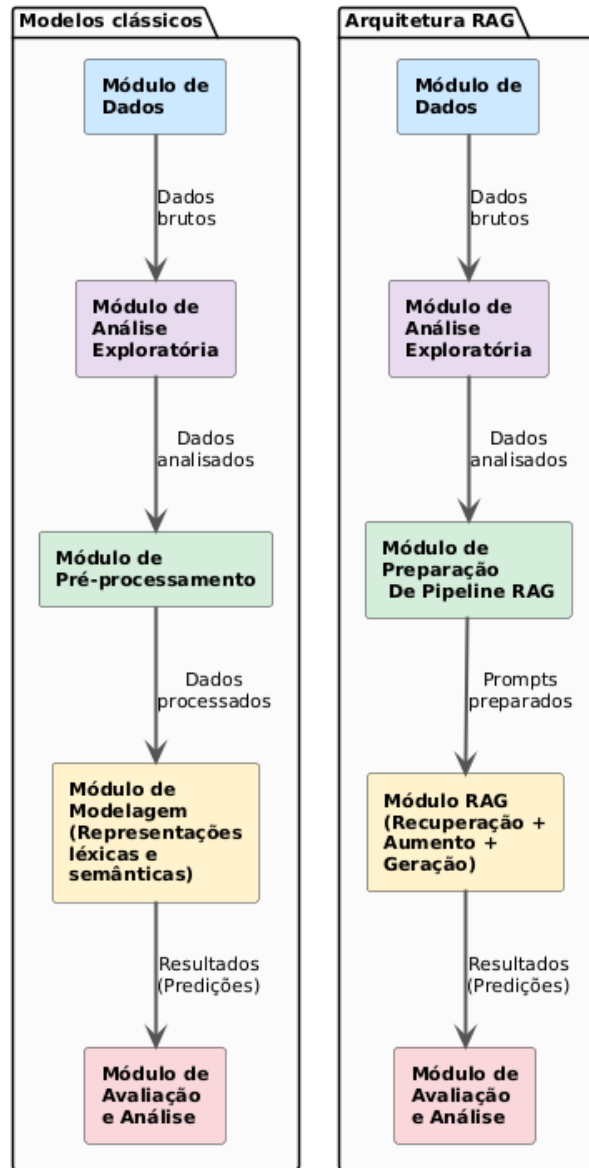 Modelos clássicos
Módulo de
Dados
Dados
brutos
Módulo de
Análise
Exploratória
Dados
analisados
Módulo de
Pré-processamento
Dados
processados
Módulo de
Modelagem
(Representações
léxicas e
semânticas)
Resultados
(Predições)
Módulo de
Avaliação
e Análise
Arquitetura RAG
Módulo de
Dados
Dados
brutos
Módulo de
Análise
Exploratória
Dados
analisados
Módulo de
Preparação
De Pipeline RAG
Prompts
preparados
Módulo RAG
(Recuperação +
Aumento +
Geração)
Resultados
(Predições)
Módulo de
Avaliação
e Análise